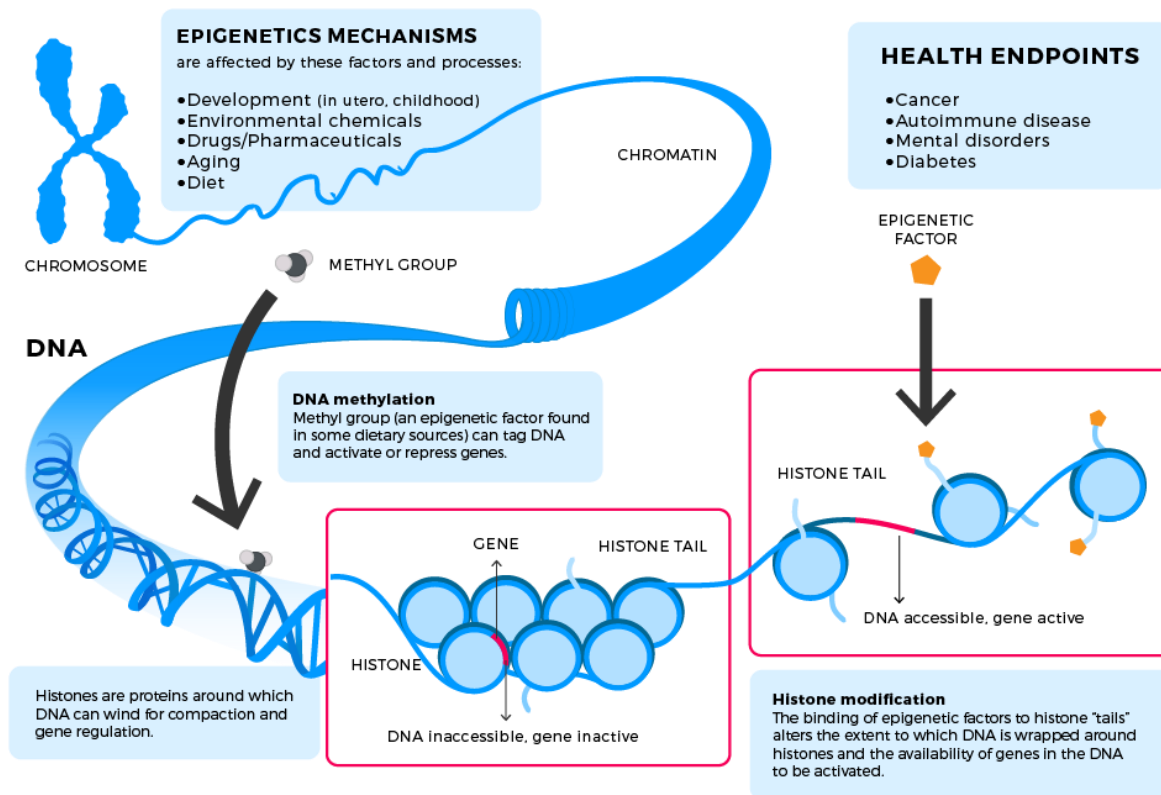 EPIGENETICS MECHANISMS
are affected by these factors and processes:
●Development (in utero, childhood)
●Environmental chemicals
●Drugs/Pharmaceuticals
●Aging
●Diet
HEALTH ENDPOINTS
●Cancer
●Autoimmune disease
●Mental disorders
●Diabetes
CHROMATIN
EPIGENETIC
FACTOR
CHROMOSOME
METHYL GROUP
DNA
DNA methylation
Methyl group (an epigenetic factor found
in some dietary sources) can tag DNA
and activate or repress genes.
HISTONE TAIL
GENE
HISTONE TAIL
DNA accessible, gene active
HISTONE
DNA inaccessible, gene inactive
Histones are proteins around which
DNA can wind for compaction and
gene regulation.
Histone modification
The binding of epigenetic factors to histone “tails”
alters the extent to which DNA is wrapped around
histones and the availability of genes in the DNA
to be activated.